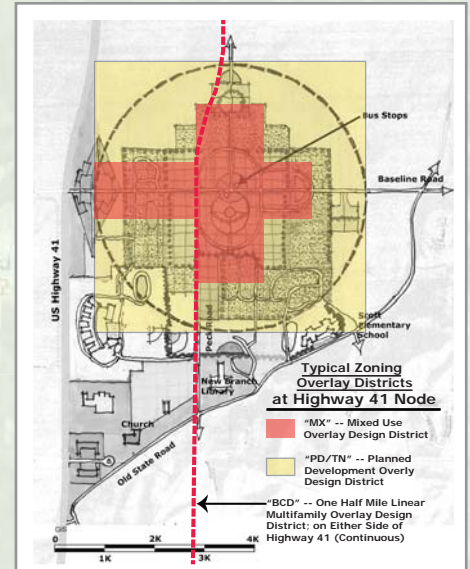 Bus Stops
Baseline Road
US Highway 41
Peck Road
Scott
Elementary
School
New Branch
Library
Church
Old State Road
Typical Zoning
Overlay Districts
at Highway 41 Node
"MX" -- Mixed Use
Overlay Design District
"PD/TN" -- Planned
Development Overly
Design District
"BCD" -- One Half Mile Linear
Multifamily Overlay Design
District; on Either Side of
Highway 41 (Continuous)
0 2K 4K
1K 3K